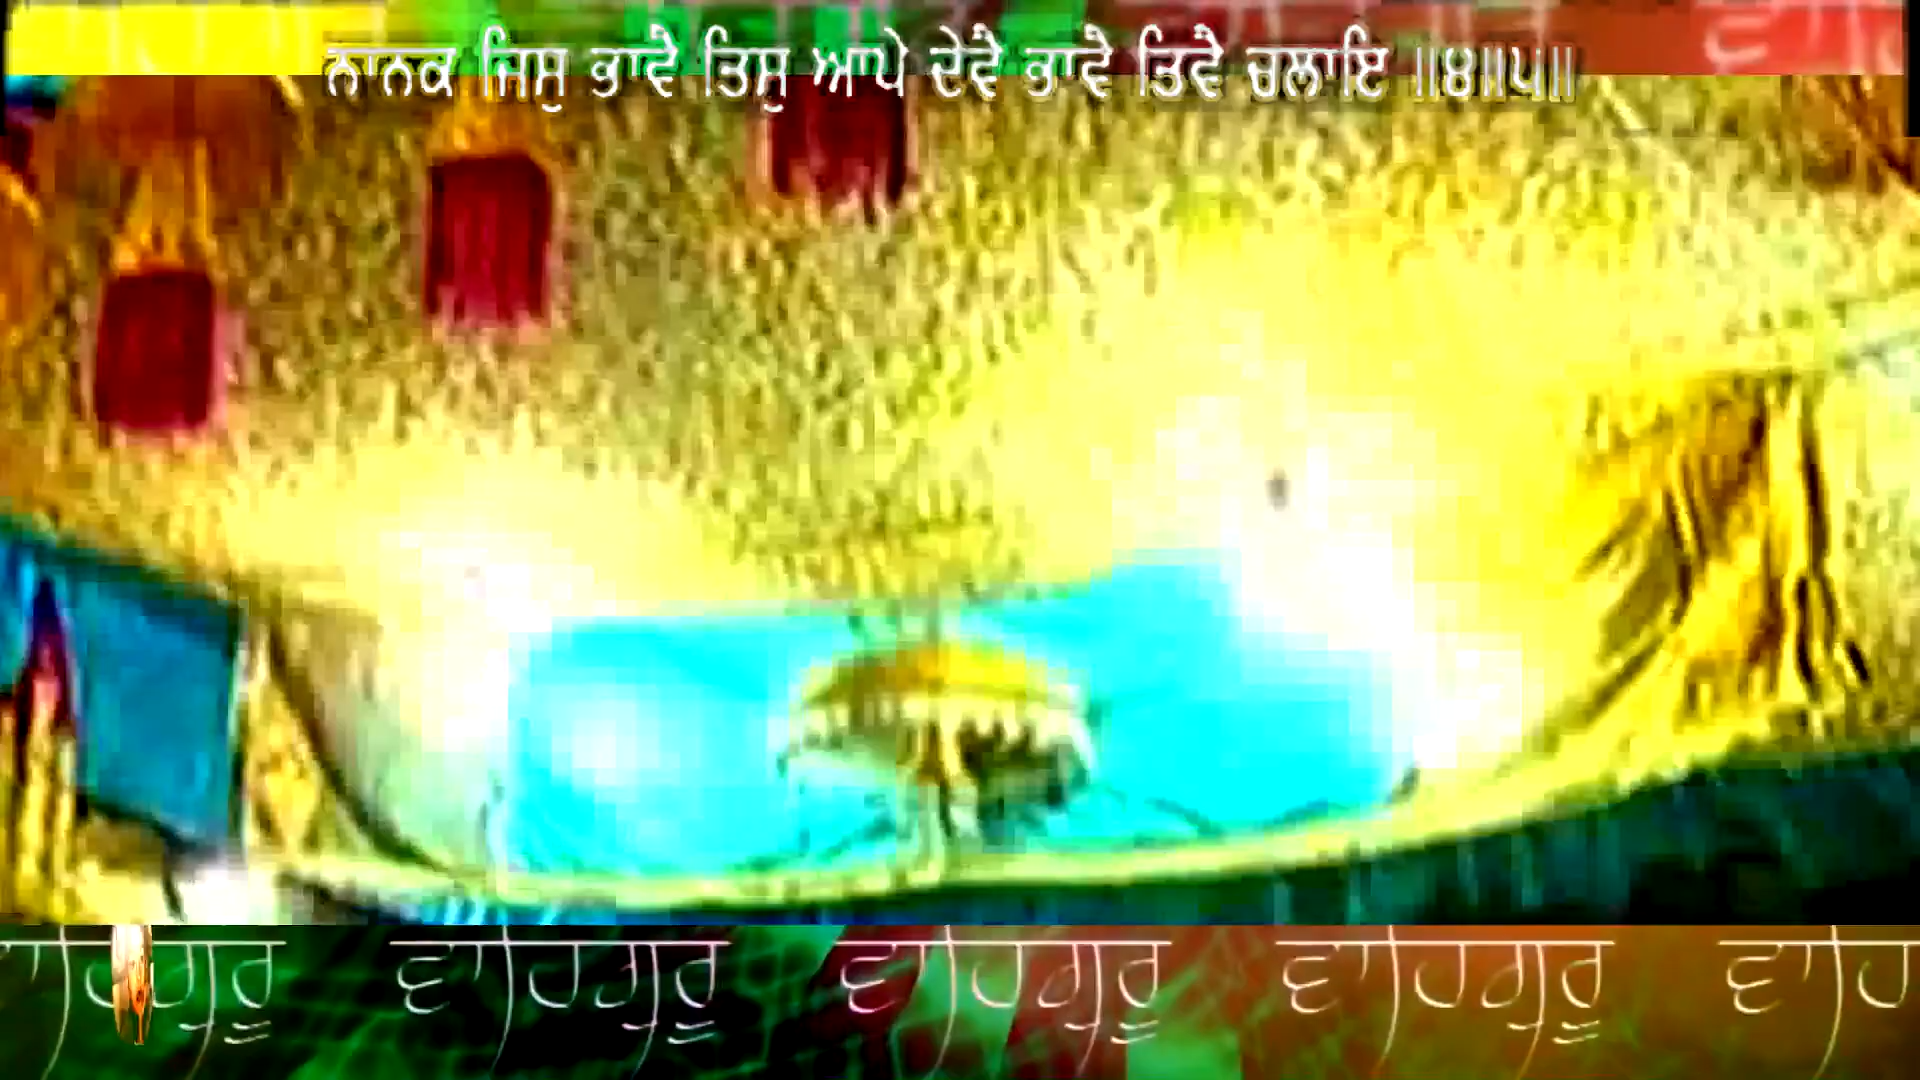 ਨਾਨਕ ਜਿਸੁ ਭਾਵੈ ਤਿਸੁ ਆਪੇ ਦੇਵੈ ਭਾਵੈ ਤਿਵੈ ਚਲਾਇ ॥੪॥੫॥
ਵਾਹਿਗੁਰੂ ਵਾਹਿਗੁਰੂ ਵਾਹਿਗੁਰੂ ਵਾਹਿਗੁਰੂ ਵਾਹਿ